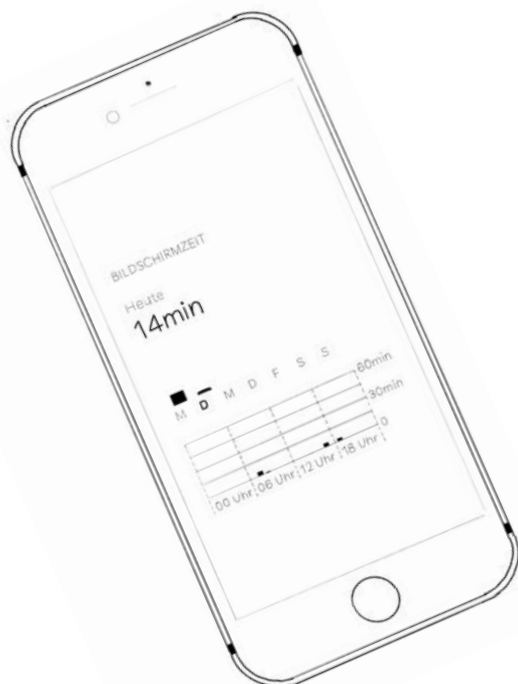 BILDSCHIRMZEIT
Heute
14min
M D M D F S S
60min
30min
0
00 Uhr 06 Uhr 12 Uhr 18 Uhr